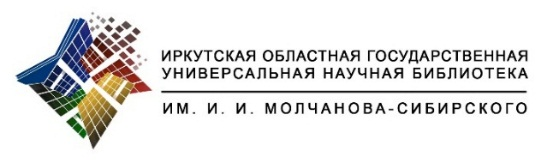 ИРКУТСКАЯ ОБЛАСТНАЯ ГОСУДАРСТВЕННАЯ
УНИВЕРСАЛЬНАЯ НАУЧНАЯ БИБЛИОТЕКА
ИМ. И. И. МОЛЧАНОВА-СИБИРСКОГО